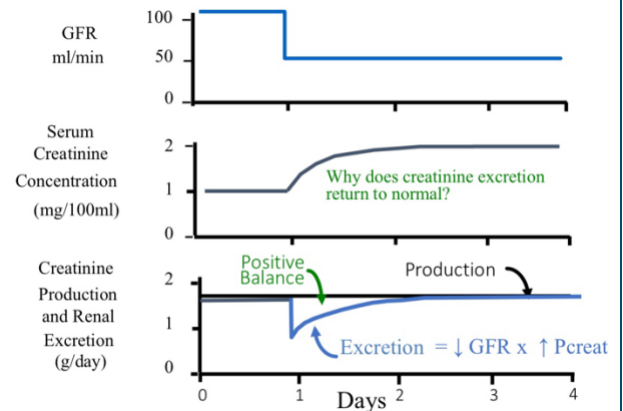 GFR
ml/min
100
50
0
Serum
Creatinine
Concentration
(mg/100ml)
2
1
0
Why does creatinine excretion
return to normal?
Creatinine
Production
and Renal
Excretion
(g/day)
2
1
0
Positive
Balance
Production
Excretion = ↓ GFR x ↑ Pcreat
0 1 2 3 4
Days